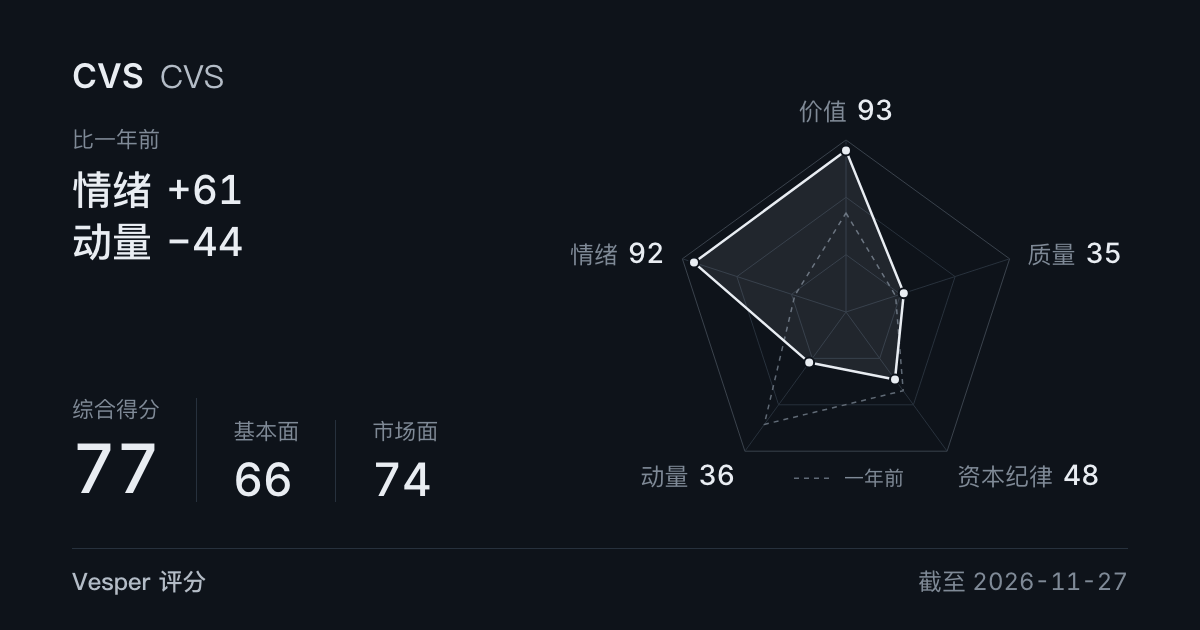 CVS CVS
比一年前
情绪 +61
动量 −44
综合得分
77
基本面
66
市场面
74
价值 93
情绪 92
质量 35
动量 36
一年前
资本纪律 48
Vesper 评分
截至 2026-11-27